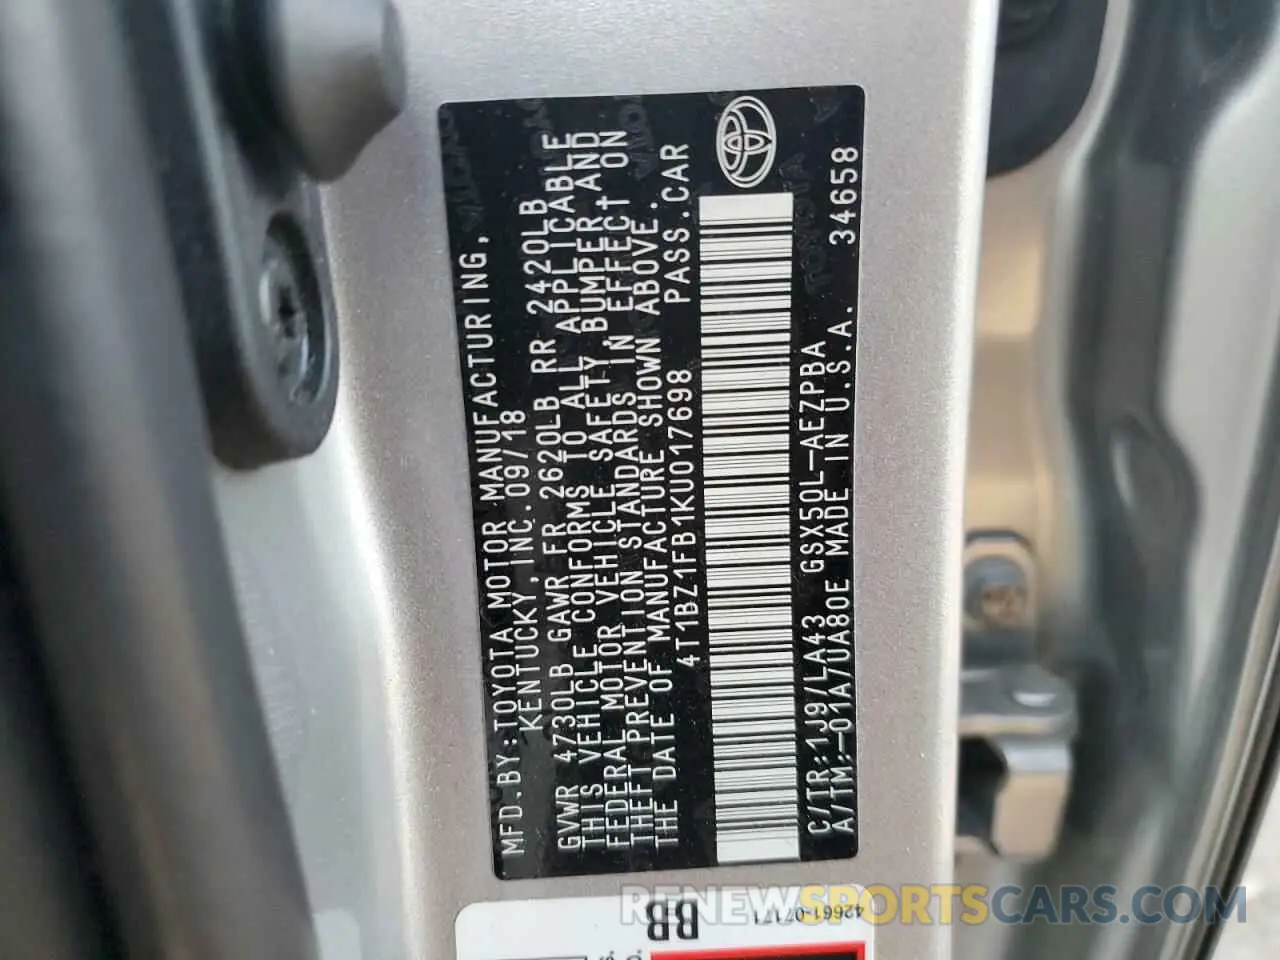 MFD.BY:TOYOTA MOTOR MANUFACTURING,
KENTUCKY,INC.09/18
GVWR 4730LB GAWR FR 2620LB RR 2420LB
THIS VEHICLE CONFORMS TO ALL APPLICABLE
FEDERAL MOTOR VEHICLE SAFETY,BUMPER,AND
THEFT PREVENTION STANDARDS IN EFFECT ON
THE DATE OF MANUFACTURE SHOWN ABOVE.
4T1BZ1FB1KU017698 PASS.CAR
C/TR:1J9/LA43 GSX50L-AEZPBA
A/TM:-01A/UA80E MADE IN U.S.A. 34658
BB
42661-07171
RENEWSPORTSCARS.COM